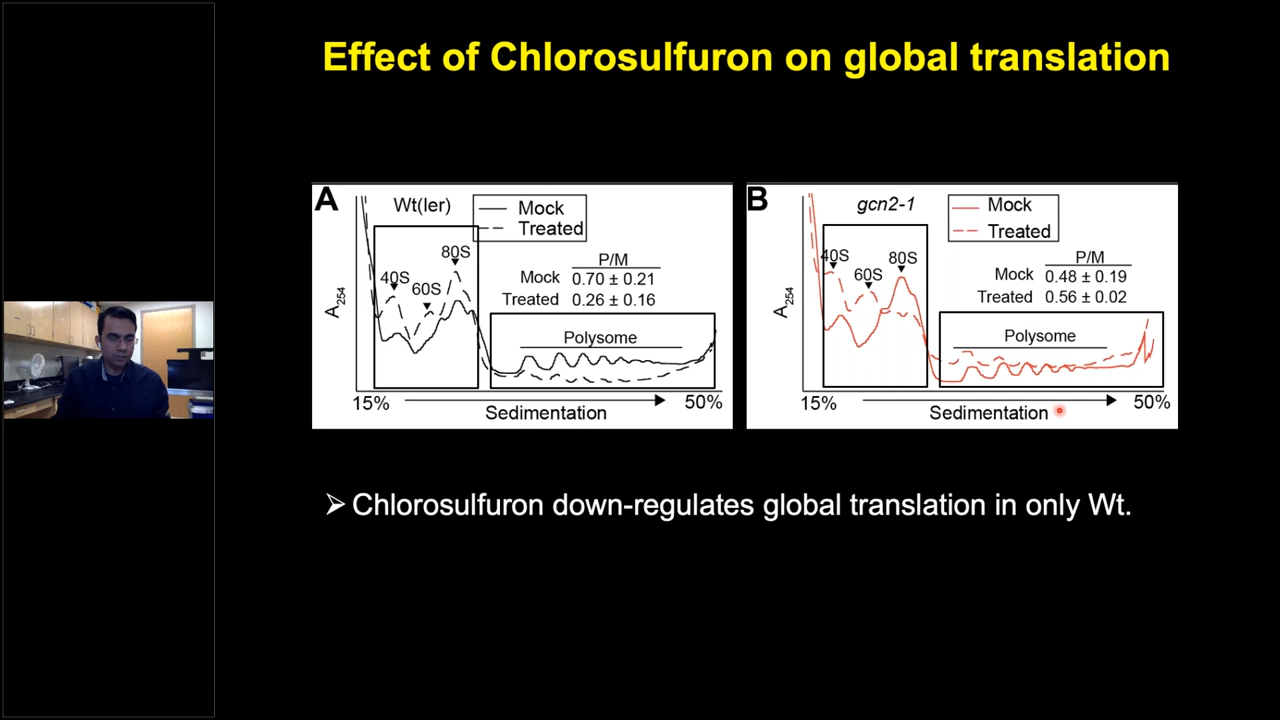 Effect of Chlorosulfuron on global translation
A
Wt(ler)
Mock
Treated
80S
40S
60S
P/M
Mock 0.70 ± 0.21
Treated 0.26 ± 0.16
A254
Polysome
15%
50%
Sedimentation
B
gcn2-1
Mock
Treated
40S
60S
80S
P/M
Mock 0.48 ± 0.19
Treated 0.56 ± 0.02
A254
Polysome
15%
50%
Sedimentation
➢ Chlorosulfuron down-regulates global translation in only Wt.